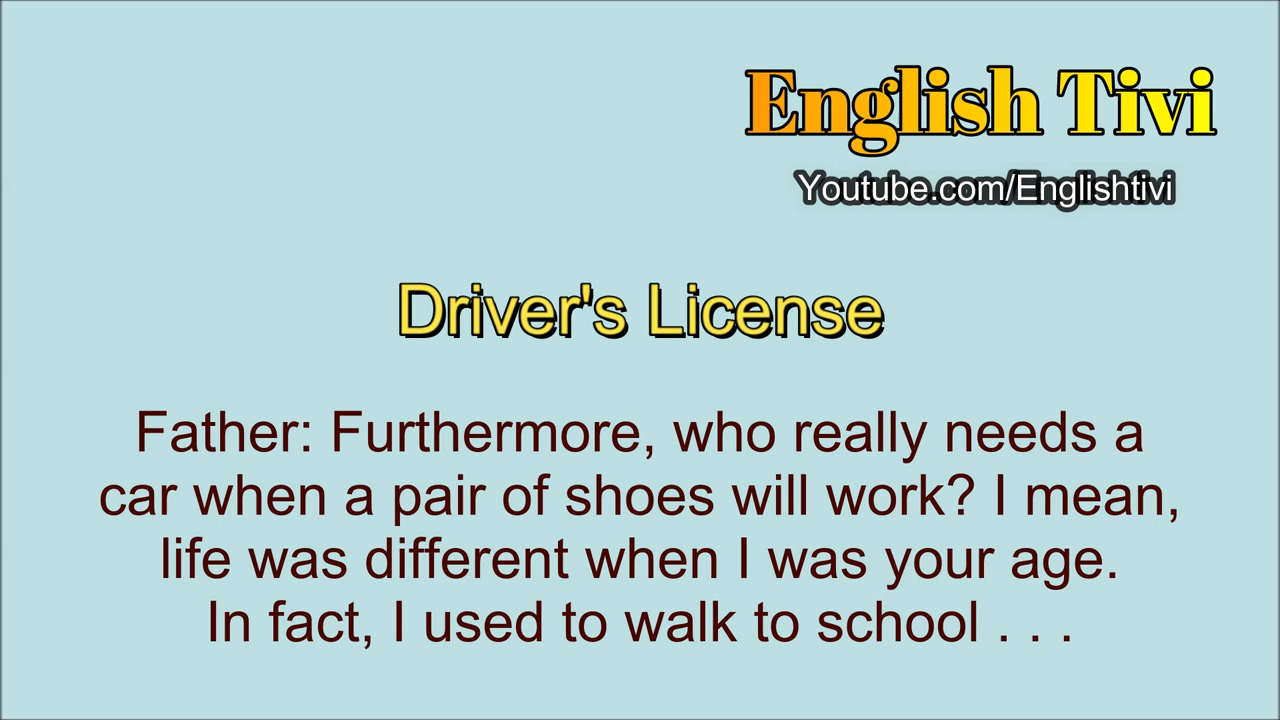 English Tivi
Youtube.com/Englishtivi
Driver's License
Father: Furthermore, who really needs a
car when a pair of shoes will work? I mean,
life was different when I was your age.
In fact, I used to walk to school . . .